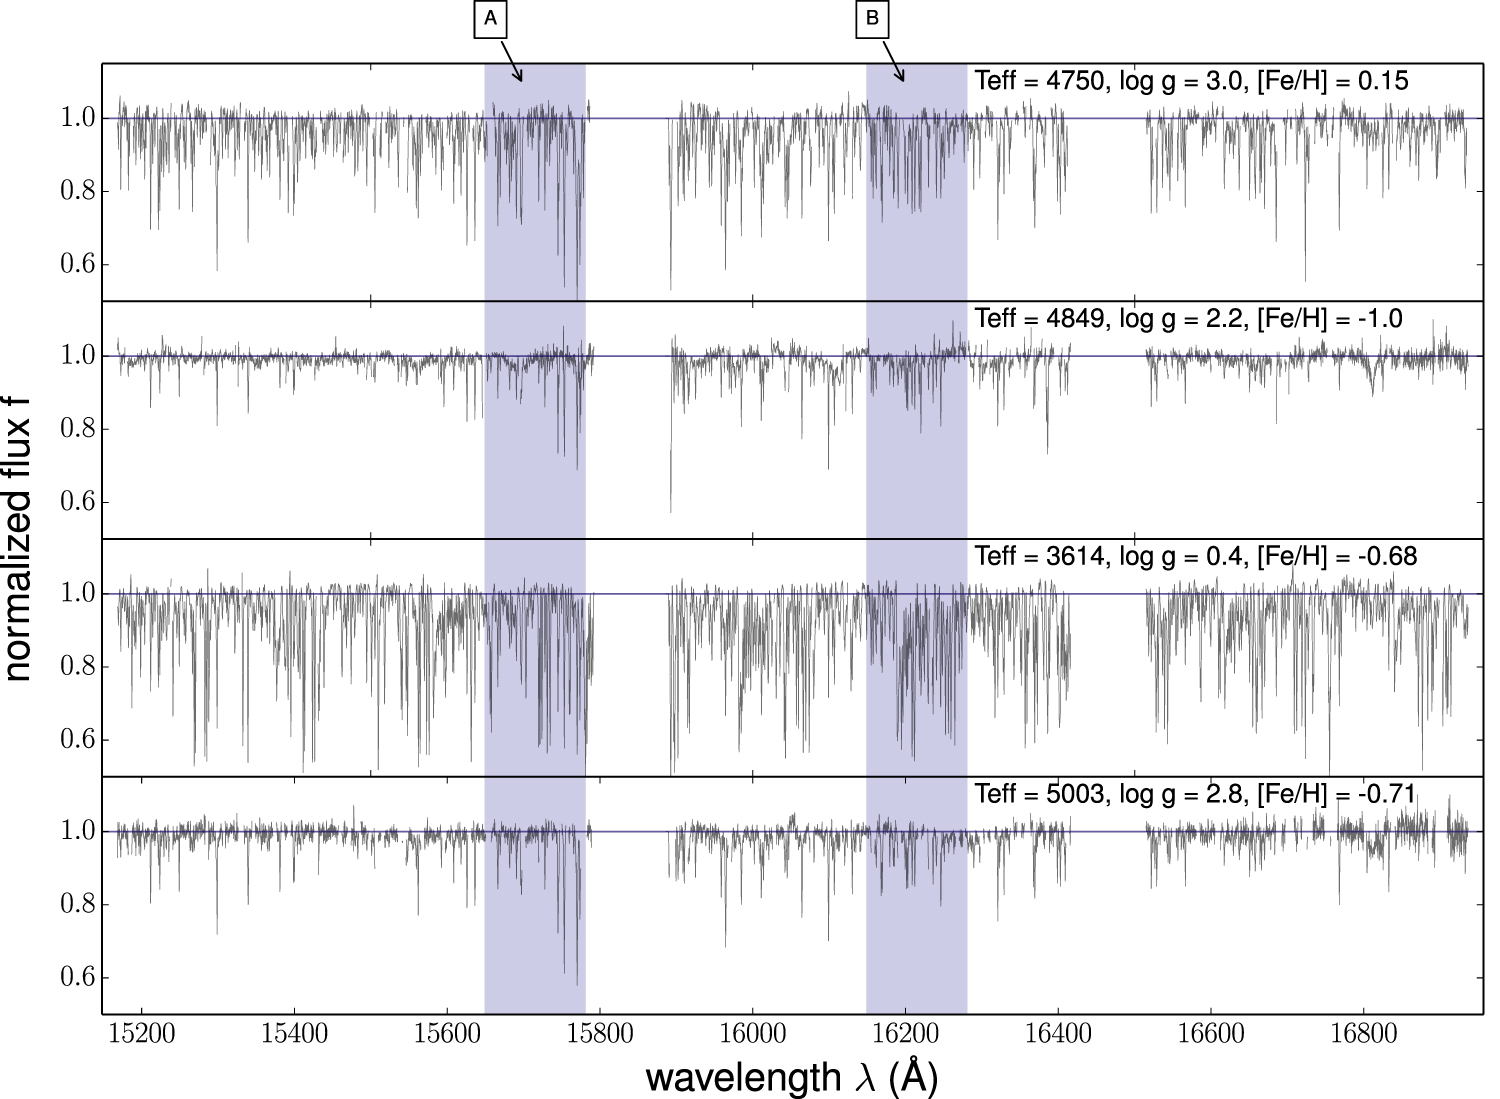 A
B
Teff = 4750, log g = 3.0, [Fe/H] = 0.15
1.0
0.8
0.6
Teff = 4849, log g = 2.2, [Fe/H] = -1.0
1.0
0.8
0.6
Teff = 3614, log g = 0.4, [Fe/H] = -0.68
1.0
0.8
0.6
Teff = 5003, log g = 2.8, [Fe/H] = -0.71
1.0
0.8
0.6
normalized flux f
15200 15400 15600 15800 16000 16200 16400 16600 16800
wavelength λ (Å)